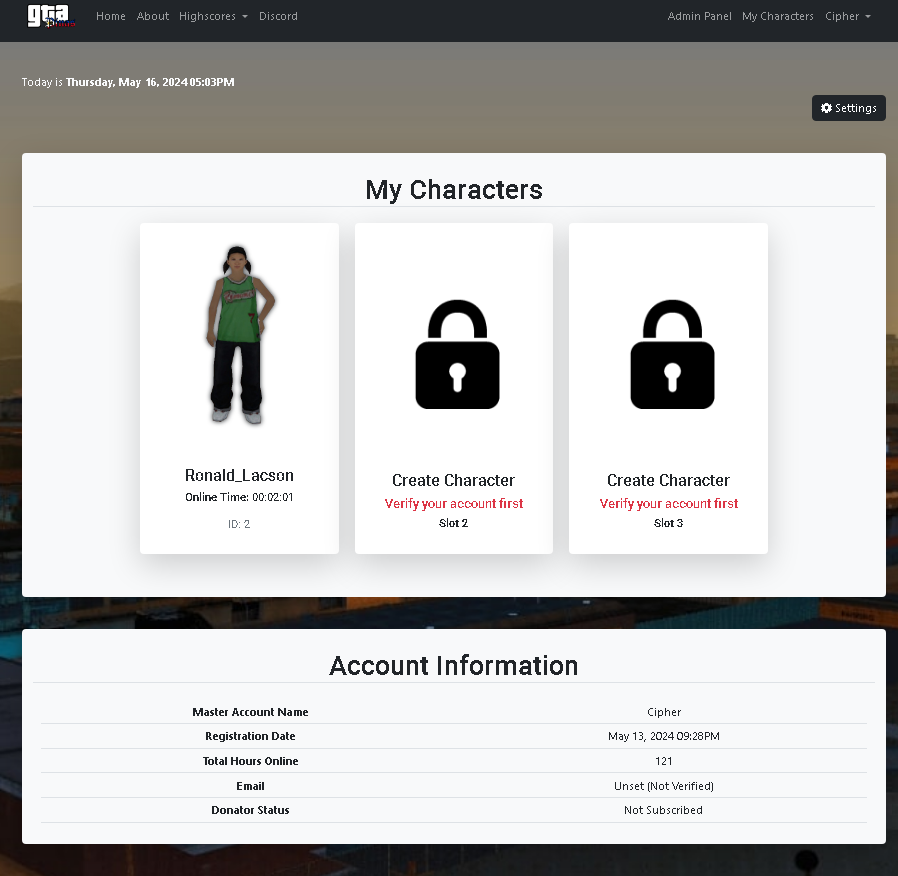 gta
Home About Highscores Discord Admin Panel My Characters Cipher
Today is Thursday, May 16, 2024 05:03PM
Settings
My Characters
Ronald_Lacson
Online Time: 00:02:01
ID: 2
Create Character
Verify your account first
Slot 2
Create Character
Verify your account first
Slot 3
Account Information
Master Account Name Cipher
Registration Date May 13, 2024 09:28PM
Total Hours Online 121
Email Unset (Not Verified)
Donator Status Not Subscribed